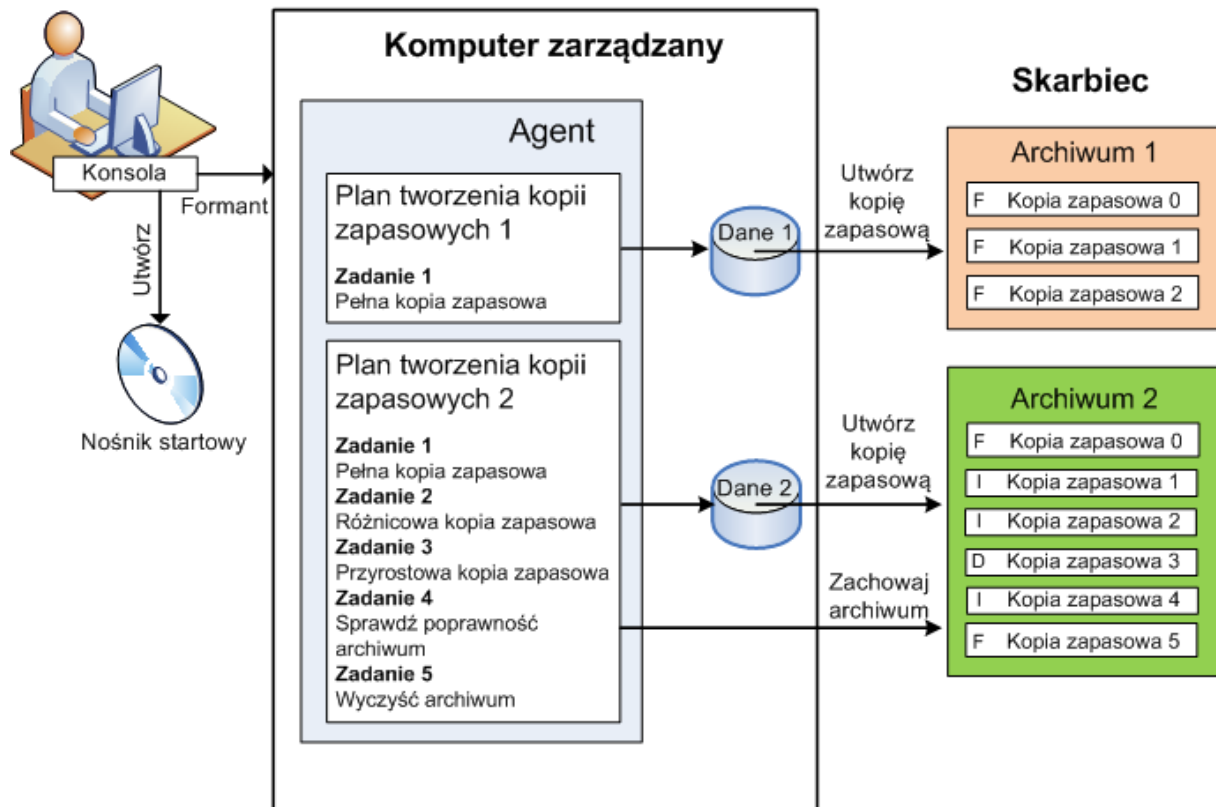 Komputer zarządzany
Skarbiec
Konsola
Formant
Utwórz
Nośnik startowy
Agent
Plan tworzenia kopii
zapasowych 1
Zadanie 1
Pełna kopia zapasowa
Plan tworzenia kopii
zapasowych 2
Zadanie 1
Pełna kopia zapasowa
Zadanie 2
Różnicowa kopia zapasowa
Zadanie 3
Przyrostowa kopia zapasowa
Zadanie 4
Sprawdź poprawność
archiwum
Zadanie 5
Wyczyść archiwum
Dane 1
Utwórz
kopię
zapasową
Dane 2
Utwórz
kopię
zapasową
Zachowaj
archiwum
Archiwum 1
F Kopia zapasowa 0
F Kopia zapasowa 1
F Kopia zapasowa 2
Archiwum 2
F Kopia zapasowa 0
I Kopia zapasowa 1
I Kopia zapasowa 2
D Kopia zapasowa 3
I Kopia zapasowa 4
F Kopia zapasowa 5